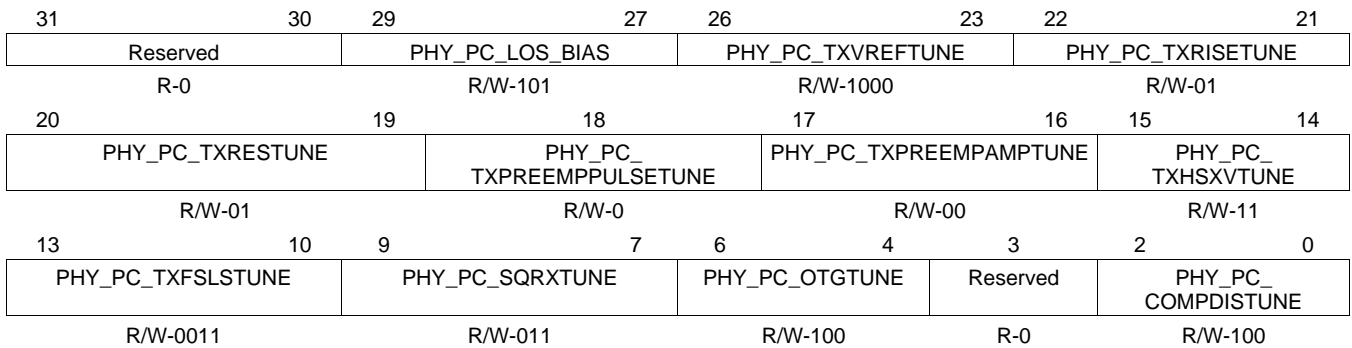 31 30 29 27 26 23 22 21
Reserved PHY_PC_LOS_BIAS PHY_PC_TXVREFTUNE PHY_PC_TXRISETUNE
R-0 R/W-101 R/W-1000 R/W-01
20 19 18 17 16 15 14
PHY_PC_TXRESTUNE PHY_PC_ PHY_PC_TXPREEMPAMPTUNE PHY_PC_
TXPREEMPPULSETUNE TXHSXVTUNE
R/W-01 R/W-0 R/W-00 R/W-11
13 10 9 7 6 4 3 2 0
PHY_PC_TXFSLSTUNE PHY_PC_SQRXTUNE PHY_PC_OTGTUNE Reserved PHY_PC_
COMPDISTUNE
R/W-0011 R/W-011 R/W-100 R-0 R/W-100